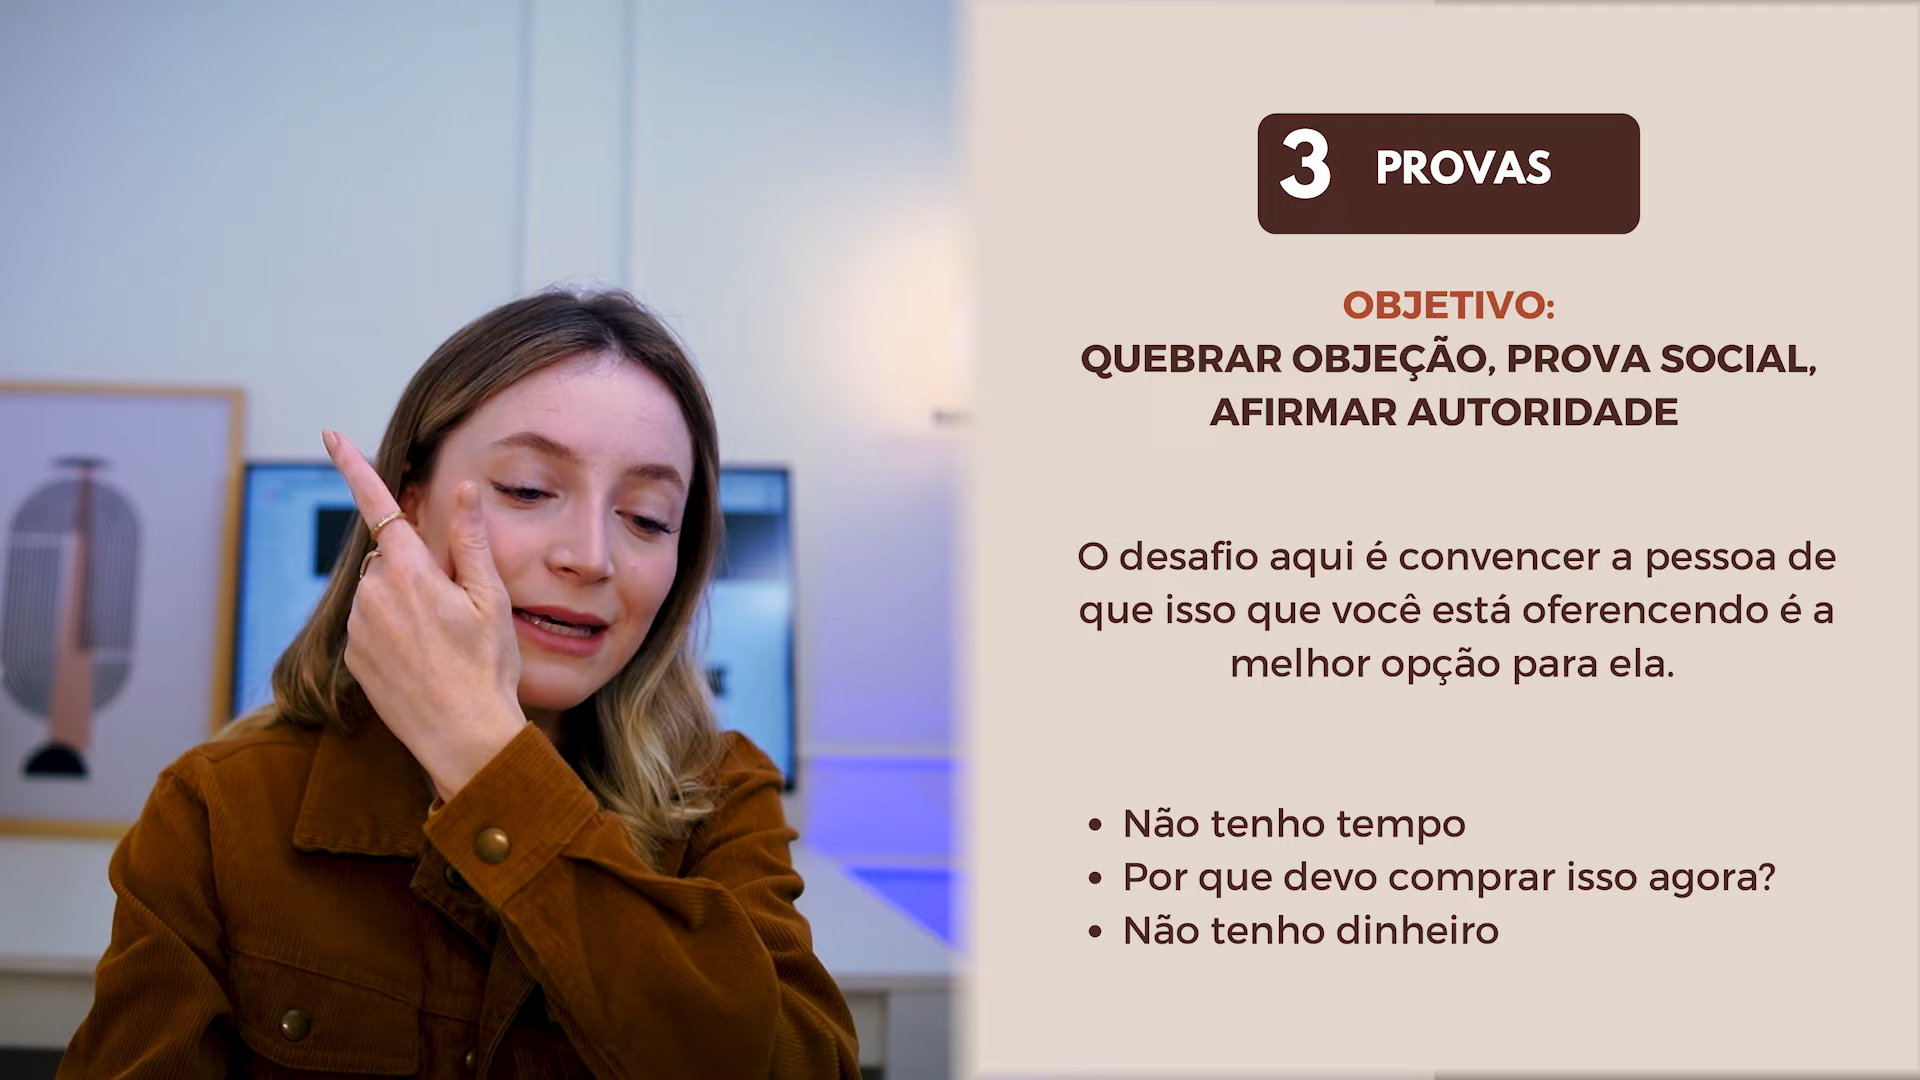 3 PROVAS
OBJETIVO:
QUEBRAR OBJEÇÃO, PROVA SOCIAL,
AFIRMAR AUTORIDADE
O desafio aqui é convencer a pessoa de
que isso que você está oferencendo é a
melhor opção para ela.
• Não tenho tempo
• Por que devo comprar isso agora?
• Não tenho dinheiro